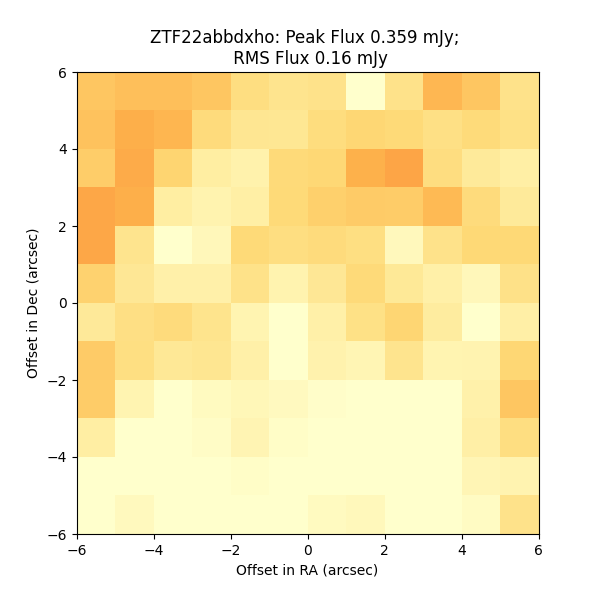 ZTF22abbdxho: Peak Flux 0.359 mJy;
RMS Flux 0.16 mJy
6
4
2
0
−2
−4
−6
Offset in Dec (arcsec)
−6 −4 −2 0 2 4 6
Offset in RA (arcsec)